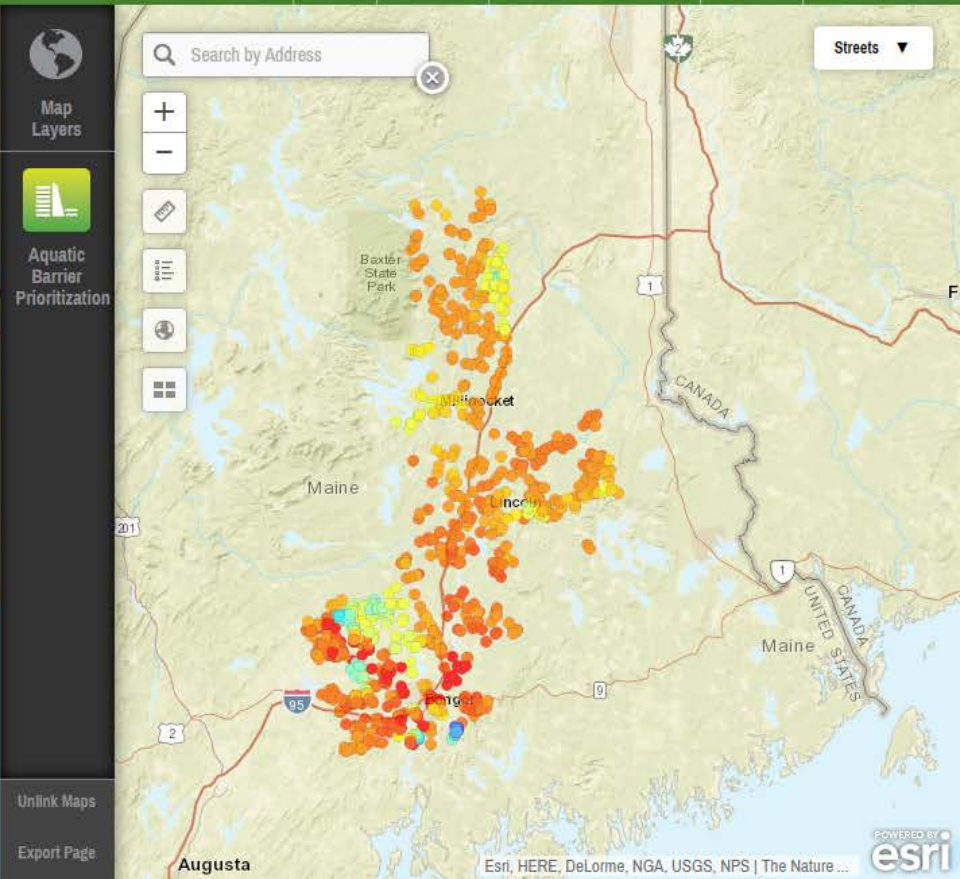 Map
Layers
Aquatic
Barrier
Prioritization
Unlink Maps
Export Page
Search by Address
Streets ▼
+
−
2
Baxter
State
Park
1
F
CANADA
Millinocket
Maine
Lincoln
201
1
CANADA
UNITED STATES
Maine
Bangor
95
9
2
Augusta
Esri, HERE, DeLorme, NGA, USGS, NPS | The Nature ...
POWERED BY
esri